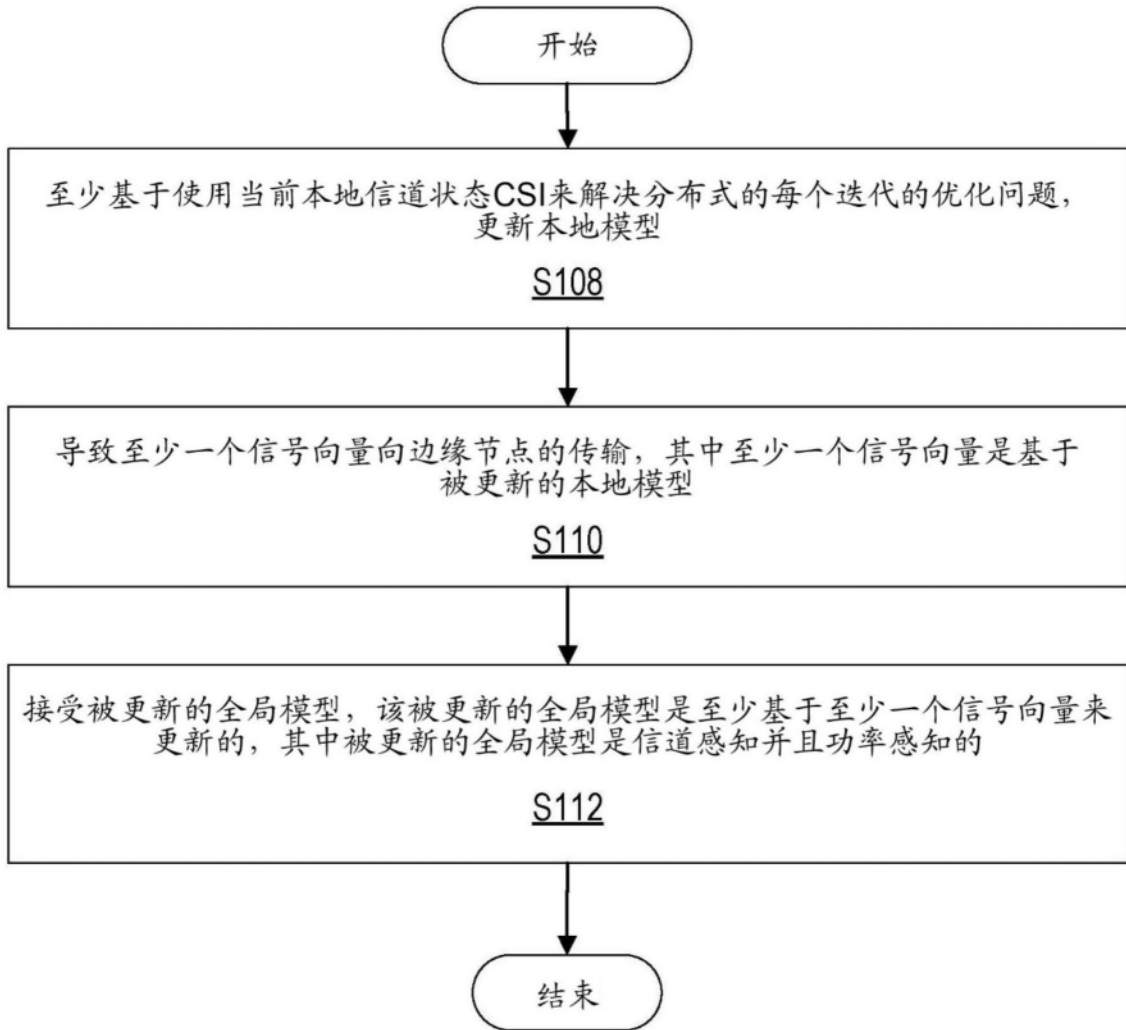 开始
至少基于使用当前本地信道状态CSI来解决分布式的每个迭代的优化问题，
更新本地模型
S108
导致至少一个信号向量向边缘节点的传输，其中至少一个信号向量是基于
被更新的本地模型
S110
接受被更新的全局模型，该被更新的全局模型是至少基于至少一个信号向量来
更新的，其中被更新的全局模型是信道感知并且功率感知的
S112
结束